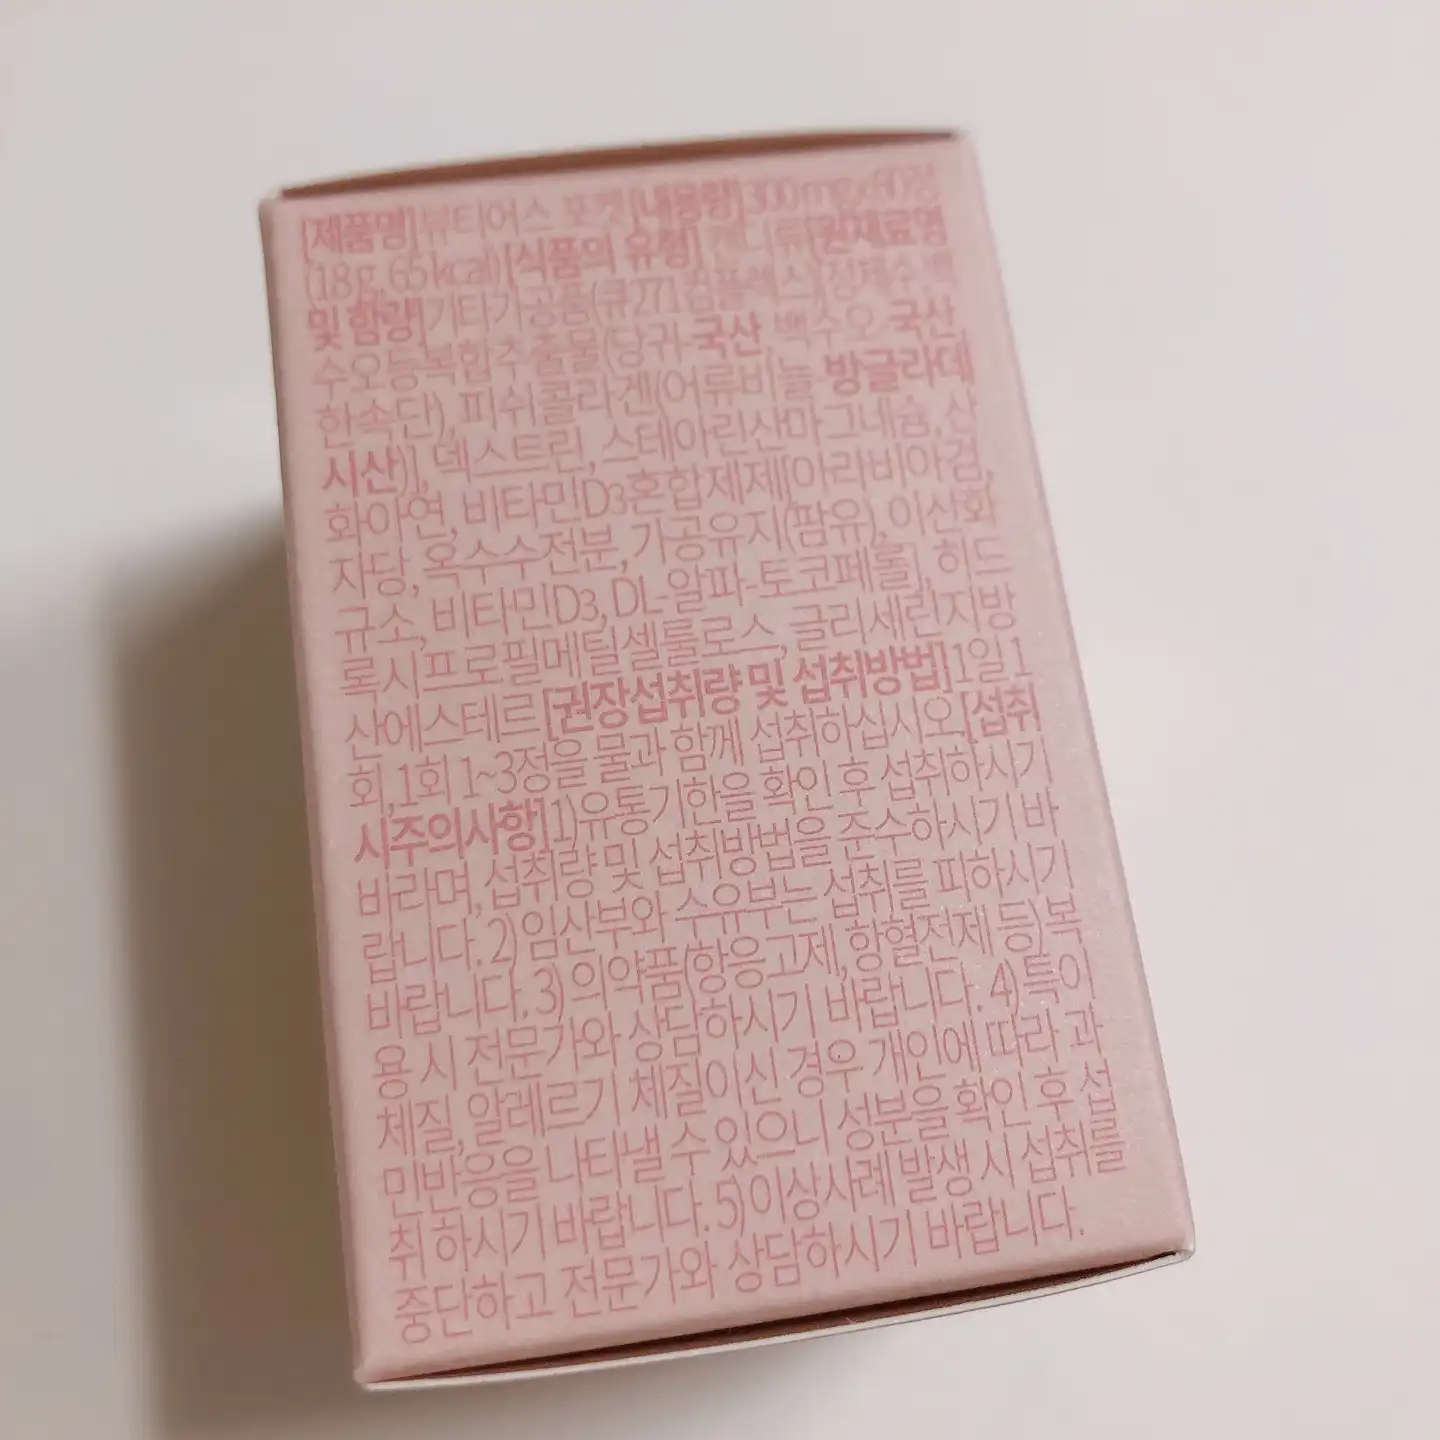 [제품명]뷰티어스 포켓[내용량]300mg
(18g, 65kcal)[식품의 유형]캔디류[원재료명
및 함량]기타가공품(큐271컴플렉스)[정제수,백
수오등복합추출물(당귀-국산, 백수오-국산
한속단), 피쉬콜라겐(어류비늘-방글라데
시산)], 덱스트린, 스테아린산마그네슘, 산
화아연, 비타민D3혼합제제[아라비아검,
자당, 옥수수전분, 가공유지(팜유), 이산화
규소, 비타민D3, DL-알파-토코페롤], 히드
록시프로필메틸셀룰로스, 글리세린지방
산에스테르[권장섭취량 및 섭취방법]1일1
회,1회 1~3정을 물과 함께 섭취하십시오.[섭취
시주의사항]1)유통기한을 확인 후 섭취하시기
바라며, 섭취량 및 섭취방법을 준수하시기 바
랍니다. 2)임산부와 수유부는 섭취를 피하시기
바랍니다. 3)의약품(항응고제, 항혈전제 등)복
용 시 전문가와 상담하시기 바랍니다. 4)특이
체질, 알레르기 체질이신 경우 개인에 따라 과
민반응을 나타낼 수 있으니 성분을 확인 후 섭
취 하시기 바랍니다. 5)이상사례 발생 시 섭취를
중단하고 전문가와 상담하시기 바랍니다.